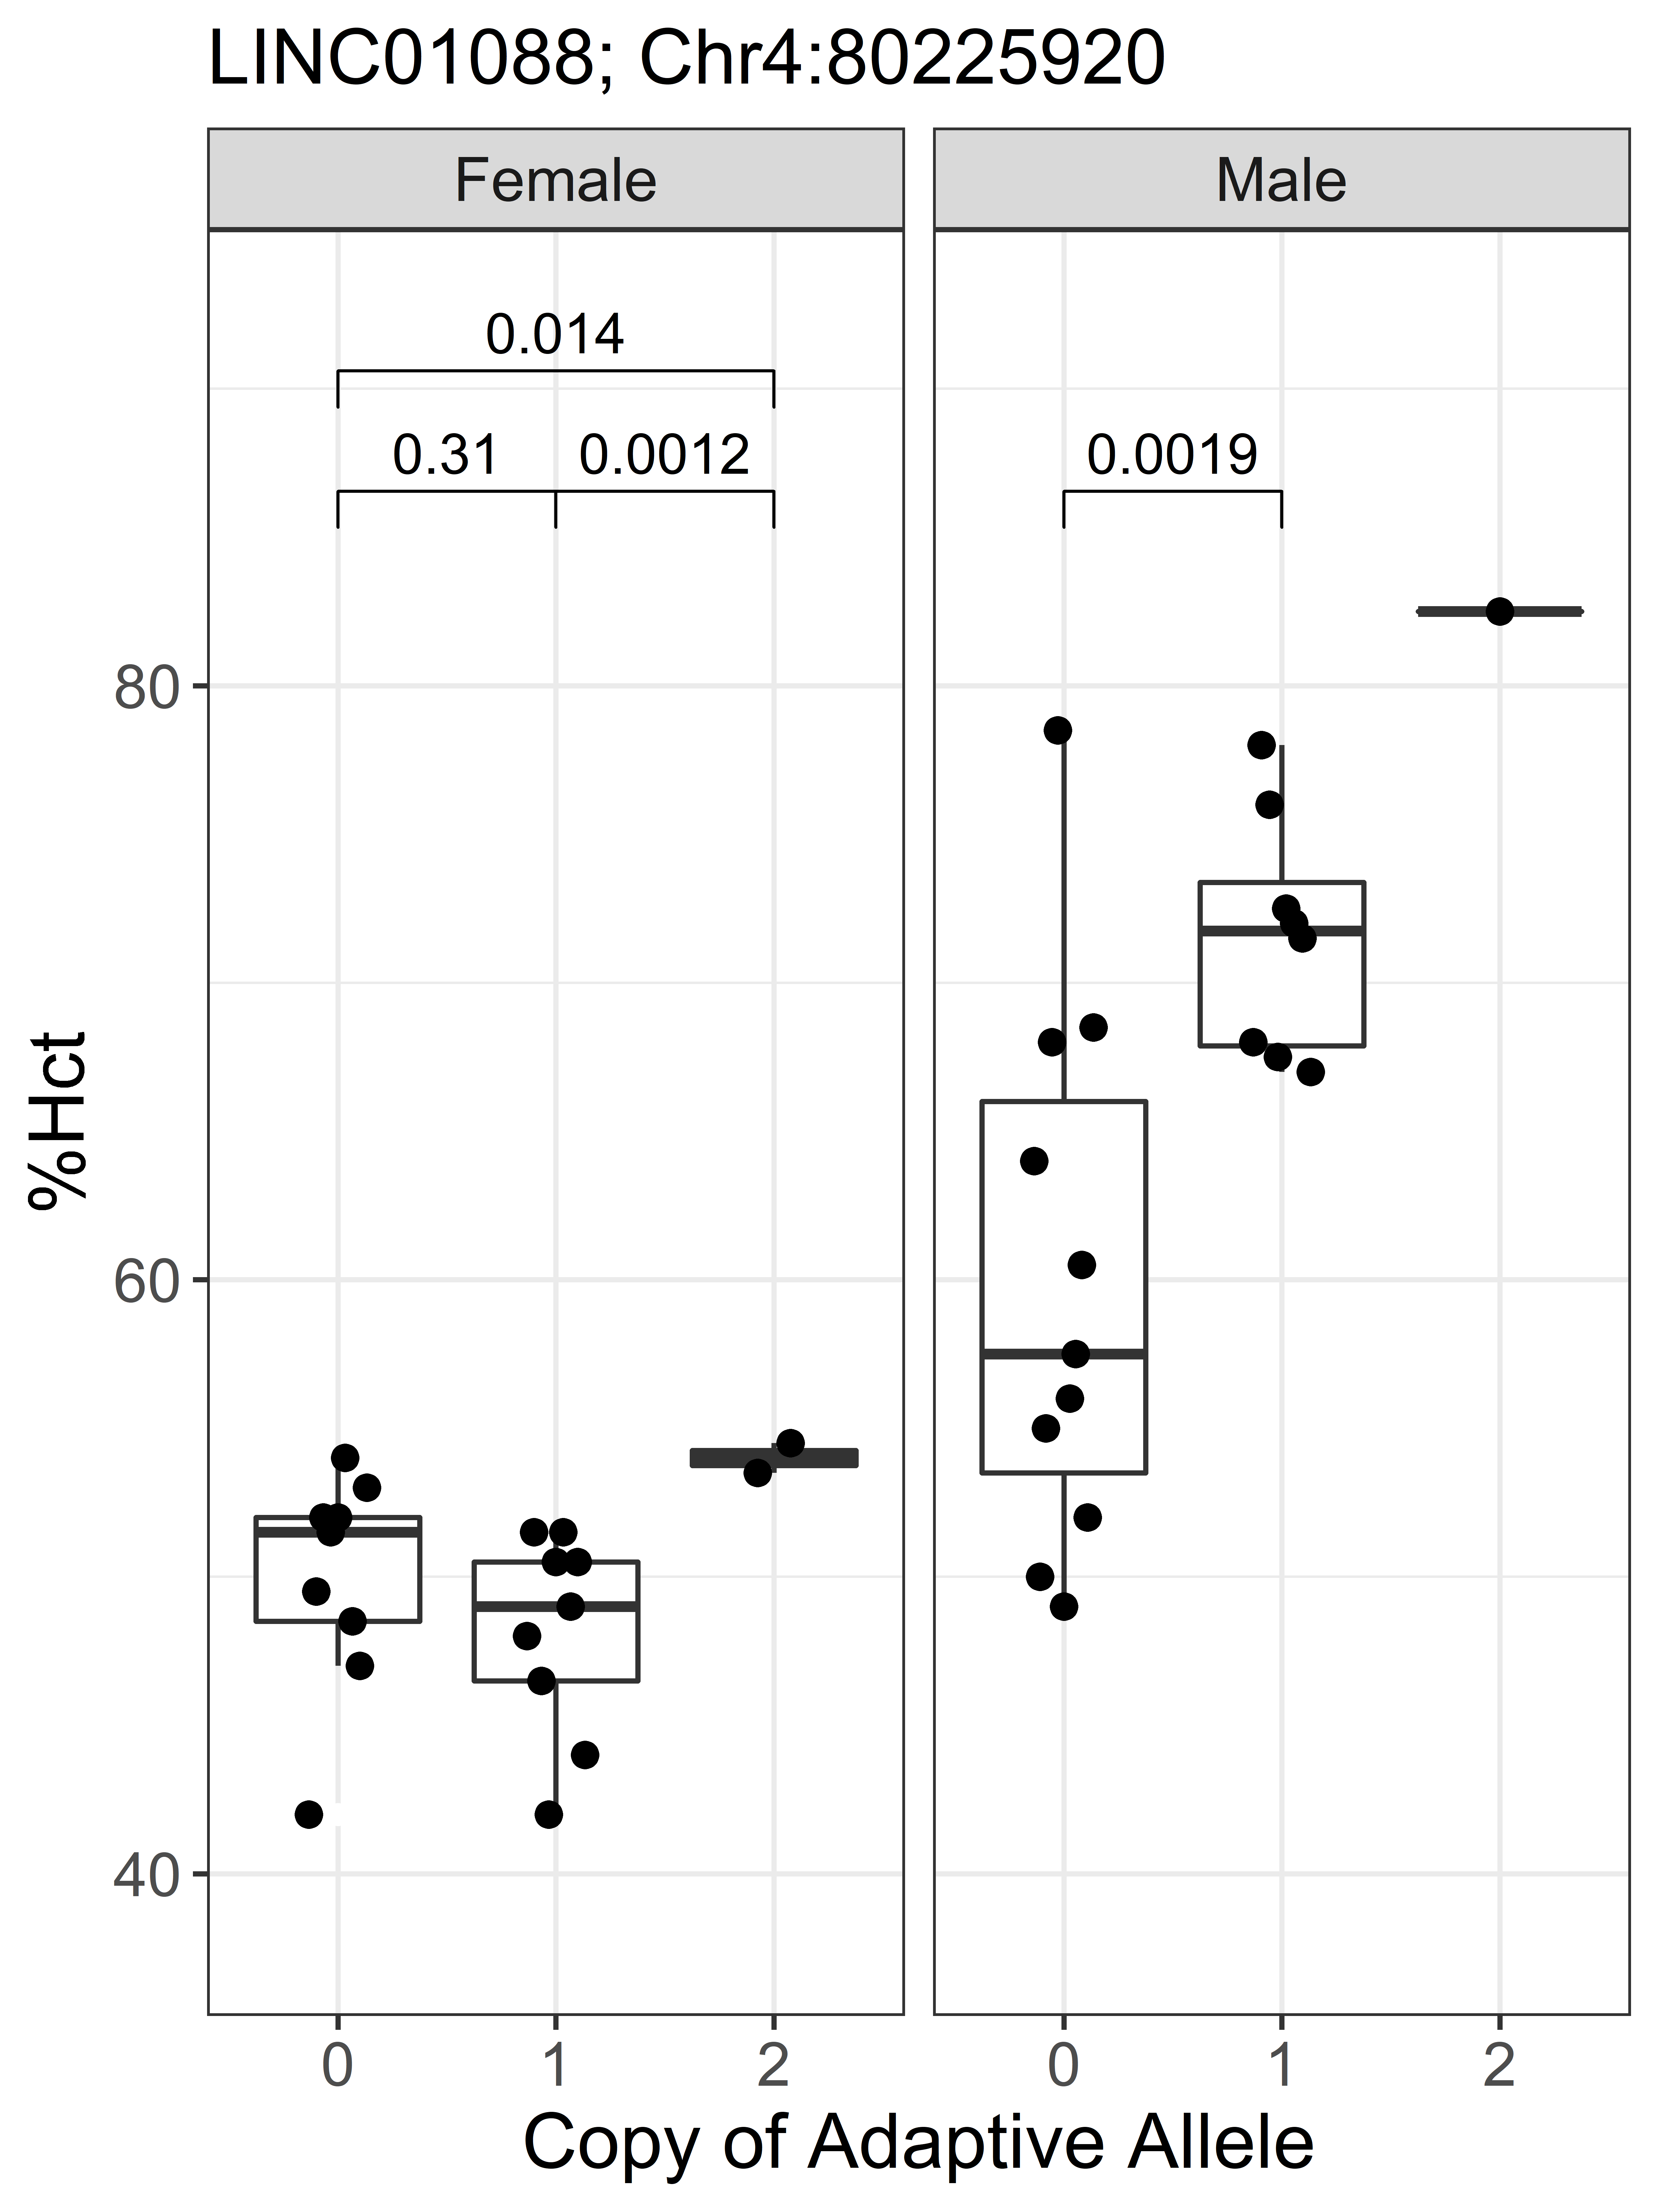 LINC01088; Chr4:80225920
Female Male
0.014
0.31 0.0012 0.0019
80
60
40
%Hct
0 1 2 0 1 2
Copy of Adaptive Allele